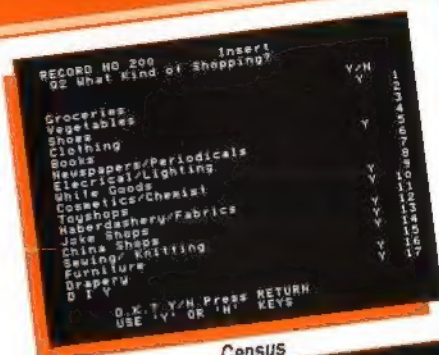 RECORD NO 200 Insert
Q2 What Kind of Shopping?
Y/N
Groceries Y 1
Vegetables 2
Shoes 3
Clothing 4
Books Y 5
Newspapers/Periodicals 6
Elecrical/Lighting 7
White Goods 8
Cosmetics/Chemist Y 9
Toyshops Y 10
Haberdashery/Fabrics 11
Joke Shops Y 12
China Shops Y 13
Sewing/ Knitting Y 14
Furniture 15
Drapery Y 16
D I Y Y 17
O.K.? Y/N Press RETURN
USE 'Y' OR 'N' KEYS
Census